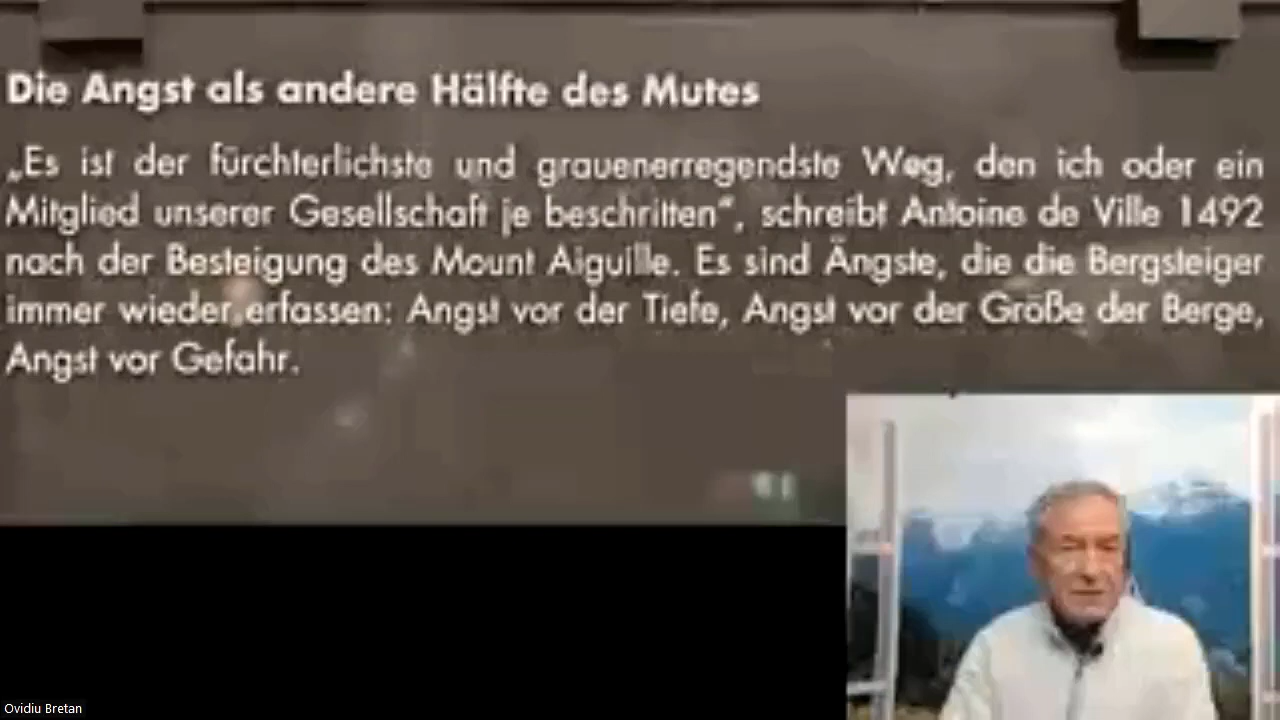 Die Angst als andere Hälfte des Mutes
„Es ist der fürchterlichste und grauenerregendste Weg, den ich oder ein
Mitglied unserer Gesellschaft je beschritten“, schreibt Antoine de Ville 1492
nach der Besteigung des Mount Aiguille. Es sind Ängste, die die Bergsteiger
immer wieder erfassen: Angst vor der Tiefe, Angst vor der Größe der Berge,
Angst vor Gefahr.
Ovidiu Bretan